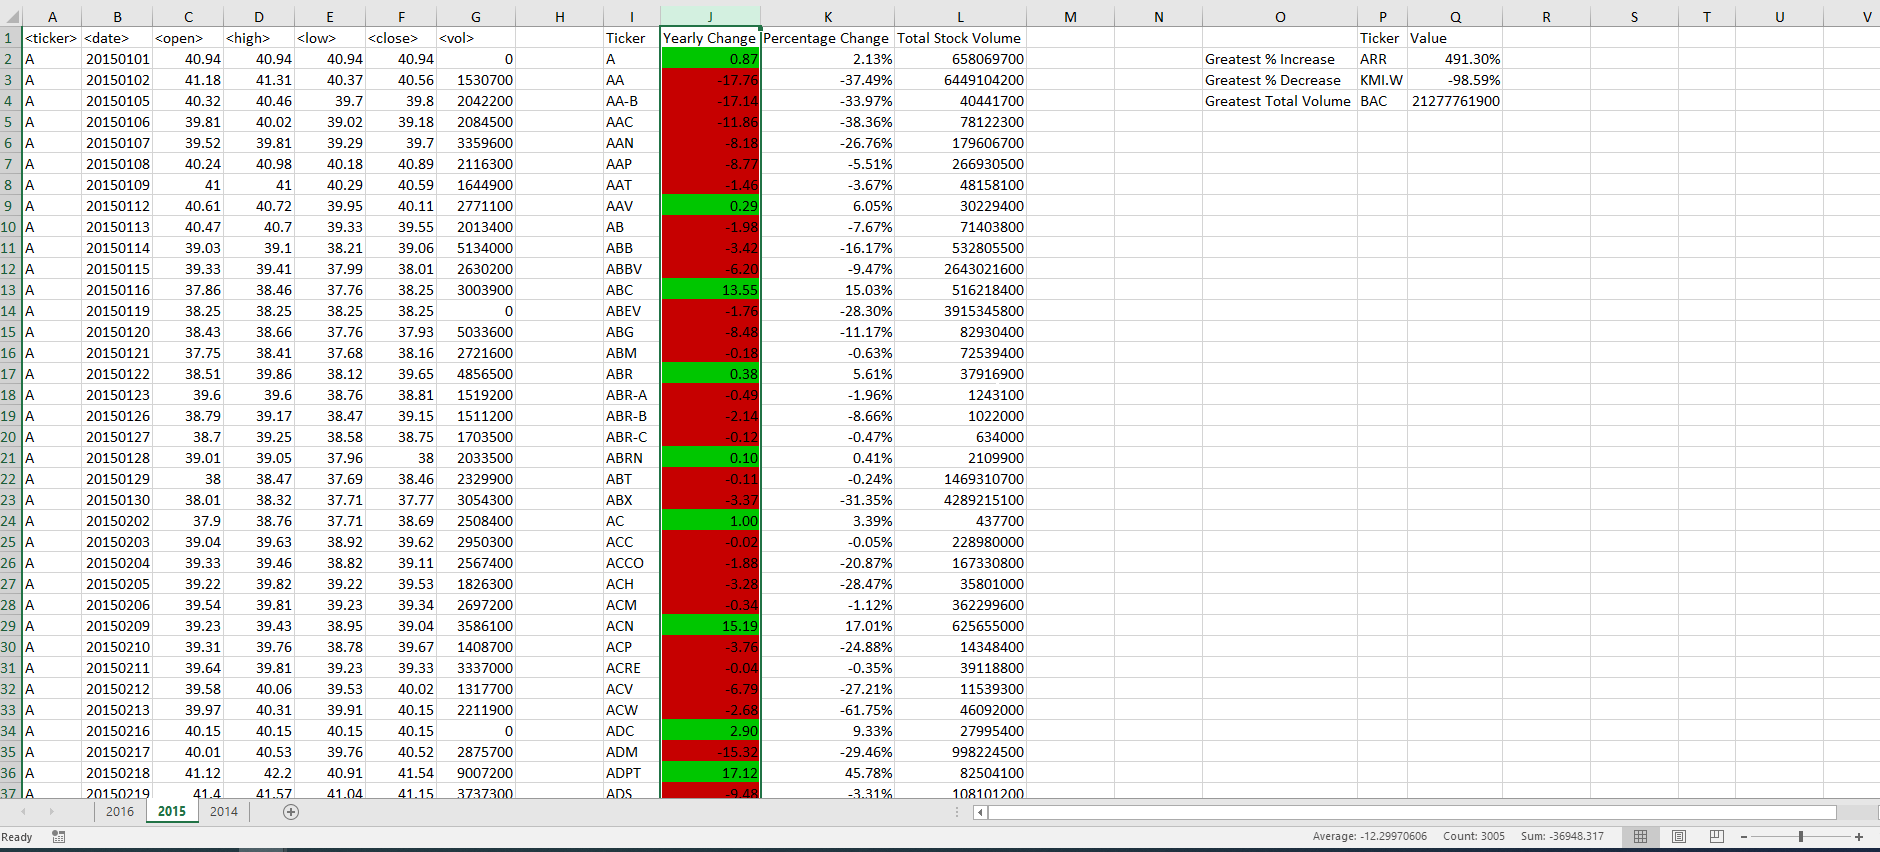 A B C D E F G H I J K L M N O P Q R S T U V
1 <ticker> <date> <open> <high> <low> <close> <vol> Ticker Yearly Change Percentage Change Total Stock Volume Ticker Value
2 A 20150101 40.94 40.94 40.94 40.94 0 A 0.87 2.13% 658069700 Greatest % Increase ARR 491.30%
3 A 20150102 41.18 41.31 40.37 40.56 1530700 AA -17.76 -37.49% 6449104200 Greatest % Decrease KMI.W -98.59%
4 A 20150105 40.32 40.46 39.7 39.8 2042200 AA-B -17.14 -33.97% 40441700 Greatest Total Volume BAC 21277761900
5 A 20150106 39.81 40.02 39.02 39.18 2084500 AAC -11.86 -38.36% 78122300
6 A 20150107 39.52 39.81 39.29 39.7 3359600 AAN -8.18 -26.76% 179606700
7 A 20150108 40.24 40.98 40.18 40.89 2116300 AAP -8.77 -5.51% 266930500
8 A 20150109 41 41 40.29 40.59 1644900 AAT -1.46 -3.67% 48158100
9 A 20150112 40.61 40.72 39.95 40.11 2771100 AAV 0.29 6.05% 30229400
10 A 20150113 40.47 40.7 39.33 39.55 2013400 AB -1.98 -7.67% 71403800
11 A 20150114 39.03 39.1 38.21 39.06 5134000 ABB -3.42 -16.17% 532805500
12 A 20150115 39.33 39.41 37.99 38.01 2630200 ABBV -6.20 -9.47% 2643021600
13 A 20150116 37.86 38.46 37.76 38.25 3003900 ABC 13.55 15.03% 516218400
14 A 20150119 38.25 38.25 38.25 38.25 0 ABEV -1.76 -28.30% 3915345800
15 A 20150120 38.43 38.66 37.76 37.93 5033600 ABG -8.48 -11.17% 82930400
16 A 20150121 37.75 38.41 37.68 38.16 2721600 ABM -0.18 -0.63% 72539400
17 A 20150122 38.51 39.86 38.12 39.65 4856500 ABR 0.38 5.61% 37916900
18 A 20150123 39.6 39.6 38.76 38.81 1519200 ABR-A -0.49 -1.96% 1243100
19 A 20150126 38.79 39.17 38.47 39.15 1511200 ABR-B -2.14 -8.66% 1022000
20 A 20150127 38.7 39.25 38.58 38.75 1703500 ABR-C -0.12 -0.47% 634000
21 A 20150128 39.01 39.05 37.96 38 2033500 ABRN 0.10 0.41% 2109900
22 A 20150129 38 38.47 37.69 38.46 2329900 ABT -0.11 -0.24% 1469310700
23 A 20150130 38.01 38.32 37.71 37.77 3054300 ABX -3.37 -31.35% 4289215100
24 A 20150202 37.9 38.76 37.71 38.69 2508400 AC 1.00 3.39% 437700
25 A 20150203 39.04 39.63 38.92 39.62 2950300 ACC -0.02 -0.05% 228980000
26 A 20150204 39.33 39.46 38.82 39.11 2567400 ACCO -1.88 -20.87% 167330800
27 A 20150205 39.22 39.82 39.22 39.53 1826300 ACH -3.28 -28.47% 35801000
28 A 20150206 39.54 39.81 39.23 39.34 2697200 ACM -0.34 -1.12% 362299600
29 A 20150209 39.23 39.43 38.95 39.04 3586100 ACN 15.19 17.01% 625655000
30 A 20150210 39.31 39.76 38.78 39.67 1408700 ACP -3.76 -24.88% 14348400
31 A 20150211 39.64 39.81 39.23 39.33 3337000 ACRE -0.04 -0.35% 39118800
32 A 20150212 39.58 40.06 39.53 40.02 1317700 ACV -6.79 -27.21% 11539300
33 A 20150213 39.97 40.31 39.91 40.15 2211900 ACW -2.68 -61.75% 46092000
34 A 20150216 40.15 40.15 40.15 40.15 0 ADC 2.90 9.33% 27995400
35 A 20150217 40.01 40.53 39.76 40.52 2875700 ADM -15.32 -29.46% 998224500
36 A 20150218 41.12 42.2 40.91 41.54 9007200 ADPT 17.12 45.78% 82504100
37 A 20150219 41.4 41.57 41.04 41.15 3737300 ADS -9.48 -3.31% 108101200
2016 2015 2014
Ready Average: -12.29970606 Count: 3005 Sum: -36948.317